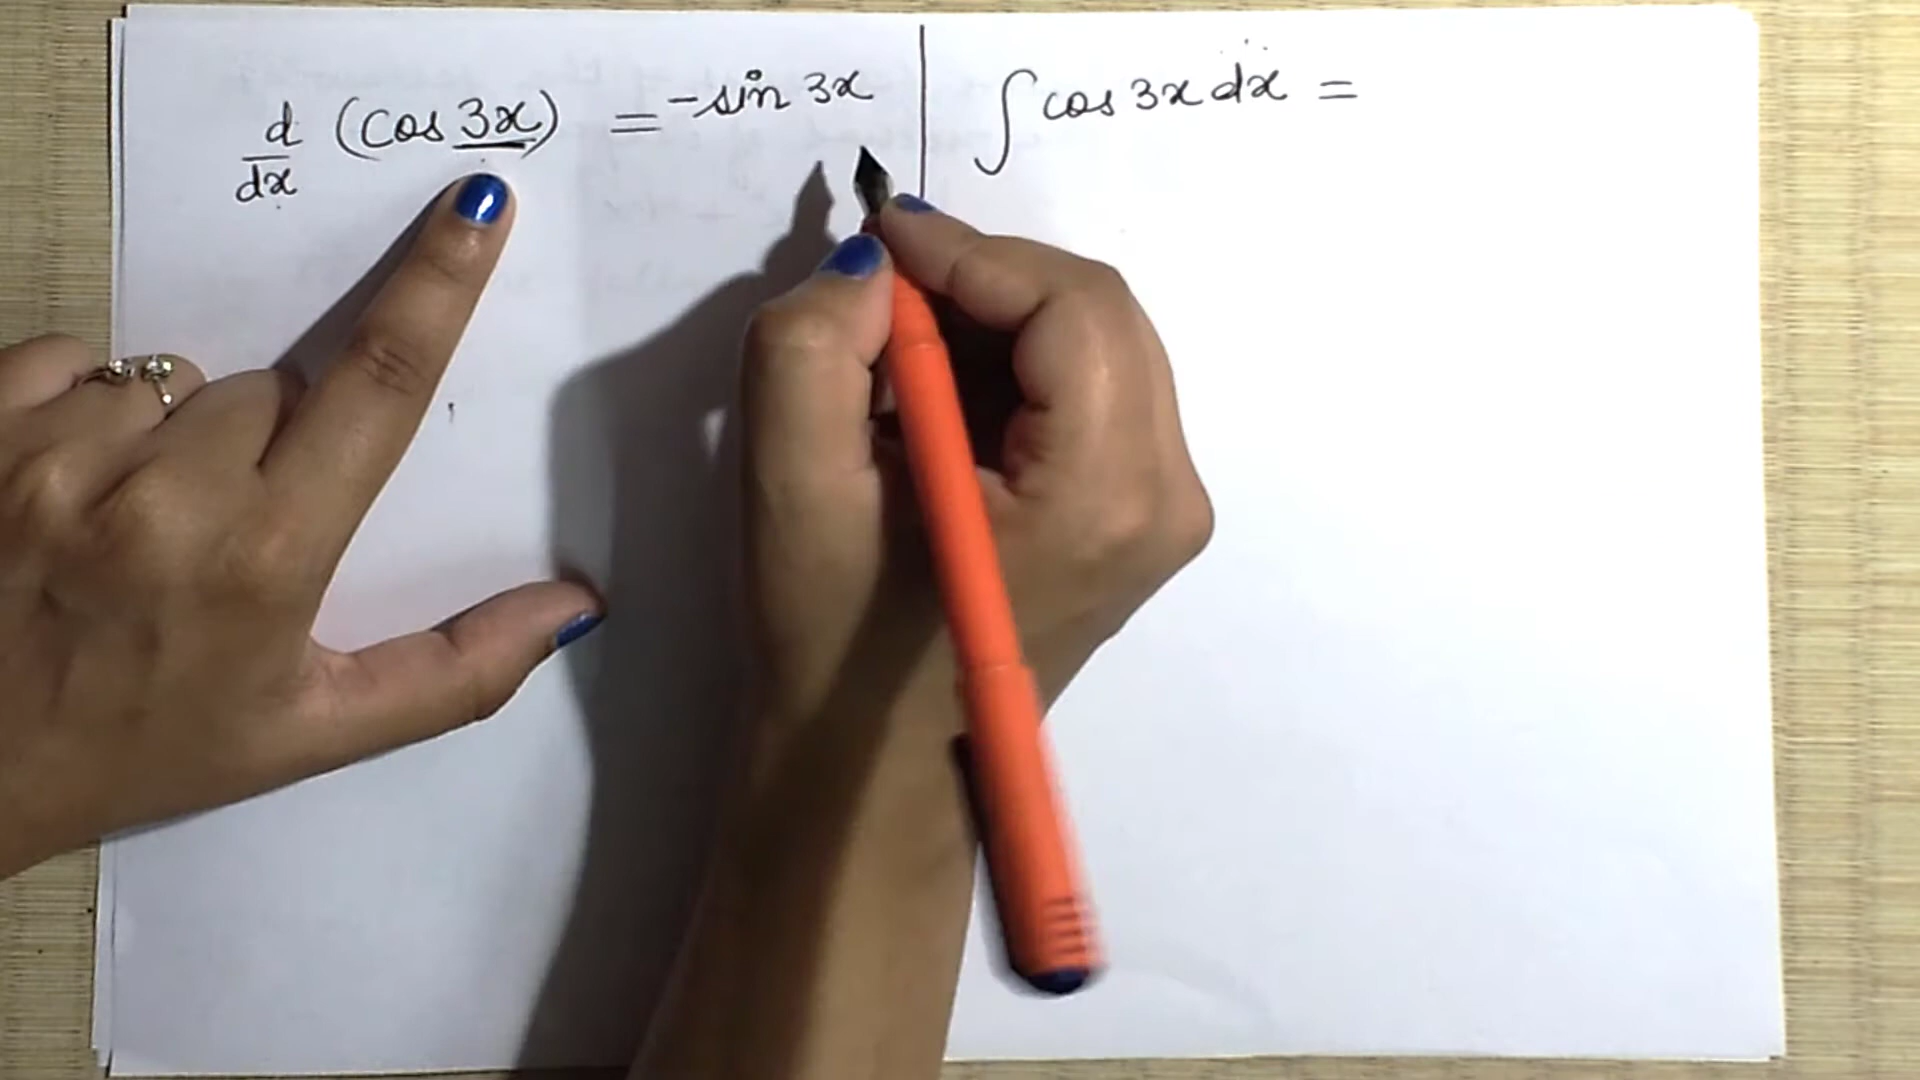 d/dx (cos 3x) = -sin 3x
∫ cos 3x dx =